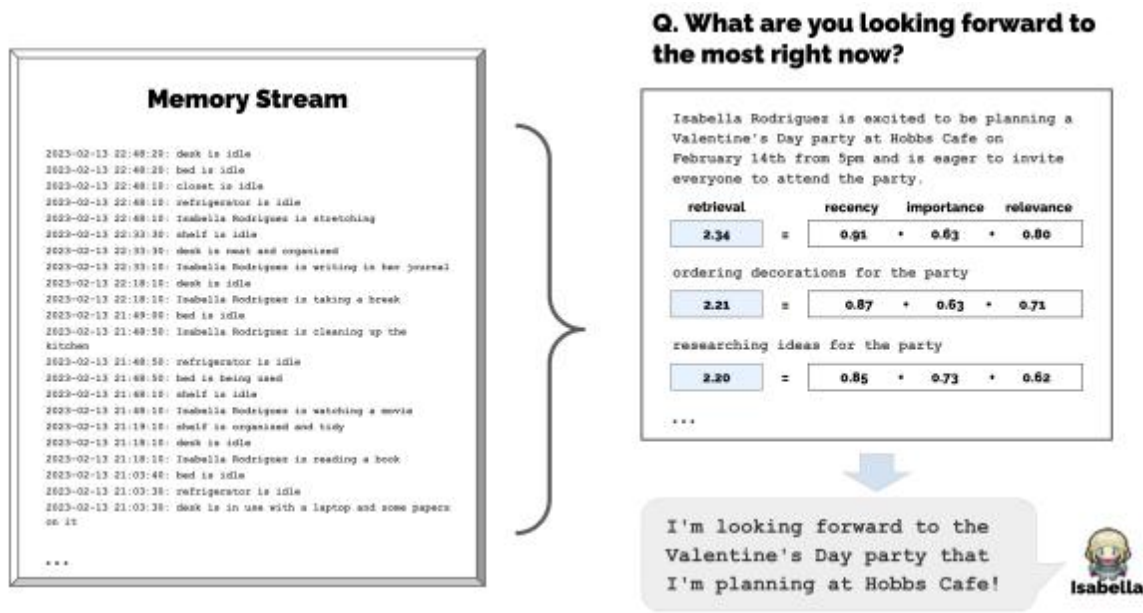 Memory Stream
2023-02-13 22:48:20: desk is idle
2023-02-13 22:48:20: bed is idle
2023-02-13 22:48:10: closet is idle
2023-02-13 22:48:10: refrigerator is idle
2023-02-13 22:48:10: Isabella Rodriguez is stretching
2023-02-13 22:33:30: shelf is idle
2023-02-13 22:33:30: desk is neat and organized
2023-02-13 22:33:10: Isabella Rodriguez is writing in her journal
2023-02-13 22:18:10: desk is idle
2023-02-13 22:18:10: Isabella Rodriguez is taking a break
2023-02-13 21:49:00: bed is idle
2023-02-13 21:48:50: Isabella Rodriguez is cleaning up the
kitchen
2023-02-13 21:48:50: refrigerator is idle
2023-02-13 21:48:50: bed is being used
2023-02-13 21:48:10: shelf is idle
2023-02-13 21:48:10: Isabella Rodriguez is watching a movie
2023-02-13 21:19:10: shelf is organized and tidy
2023-02-13 21:18:10: desk is idle
2023-02-13 21:18:10: Isabella Rodriguez is reading a book
2023-02-13 21:03:40: bed is idle
2023-02-13 21:03:30: refrigerator is idle
2023-02-13 21:03:30: desk is in use with a laptop and some papers
on it
...
Q. What are you looking forward to
the most right now?
Isabella Rodriguez is excited to be planning a
Valentine's Day party at Hobbs Cafe on
February 14th from 5pm and is eager to invite
everyone to attend the party.
retrieval recency importance relevance
2.34 = 0.91 + 0.63 + 0.80
ordering decorations for the party
2.21 = 0.87 + 0.63 + 0.71
researching ideas for the party
2.20 = 0.85 + 0.73 + 0.62
...
I'm looking forward to the
Valentine's Day party that
I'm planning at Hobbs Cafe!
Isabella